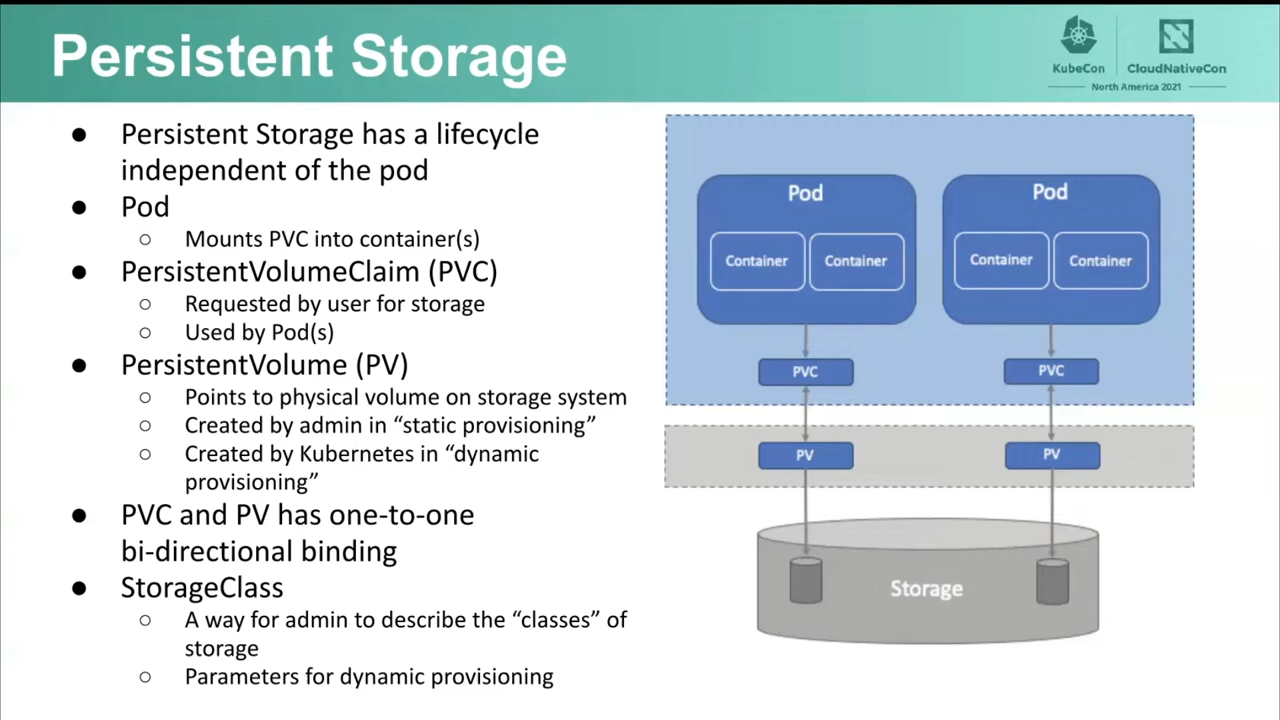 Persistent Storage
KubeCon
CloudNativeCon
North America 2021
● Persistent Storage has a lifecycle
independent of the pod
● Pod
○ Mounts PVC into container(s)
● PersistentVolumeClaim (PVC)
○ Requested by user for storage
○ Used by Pod(s)
● PersistentVolume (PV)
○ Points to physical volume on storage system
○ Created by admin in “static provisioning”
○ Created by Kubernetes in “dynamic
provisioning”
● PVC and PV has one-to-one
bi-directional binding
● StorageClass
○ A way for admin to describe the “classes” of
storage
○ Parameters for dynamic provisioning
Pod
Container
Container
Pod
Container
Container
PVC
PVC
PV
PV
Storage